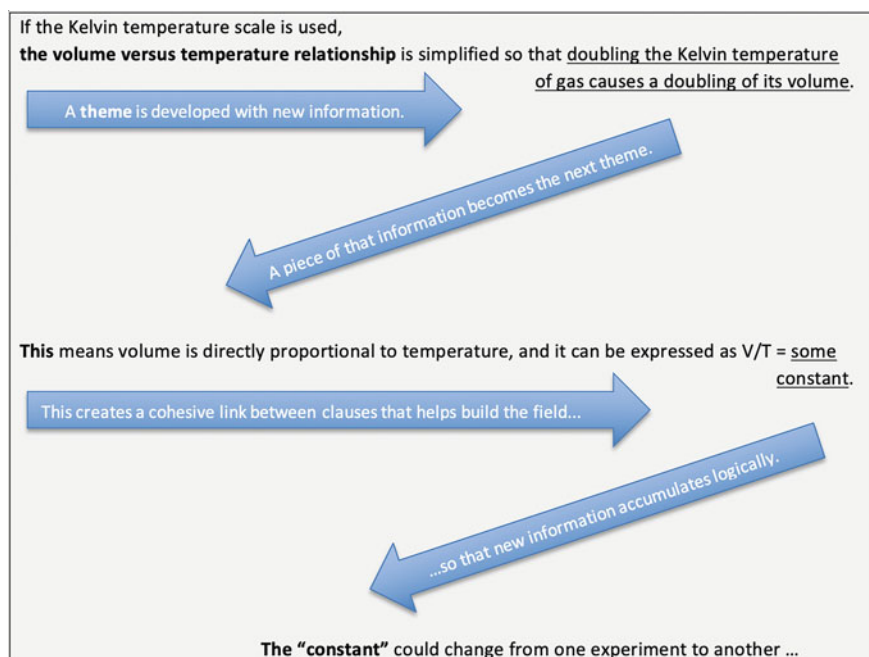 If the Kelvin temperature scale is used,
the volume versus temperature relationship is simplified so that doubling the Kelvin temperature
of gas causes a doubling of its volume.
A theme is developed with new information.
A piece of that information becomes the next theme.
This means volume is directly proportional to temperature, and it can be expressed as V/T = some
constant.
This creates a cohesive link between clauses that helps build the field...
...so that new information accumulates logically.
The “constant” could change from one experiment to another ...